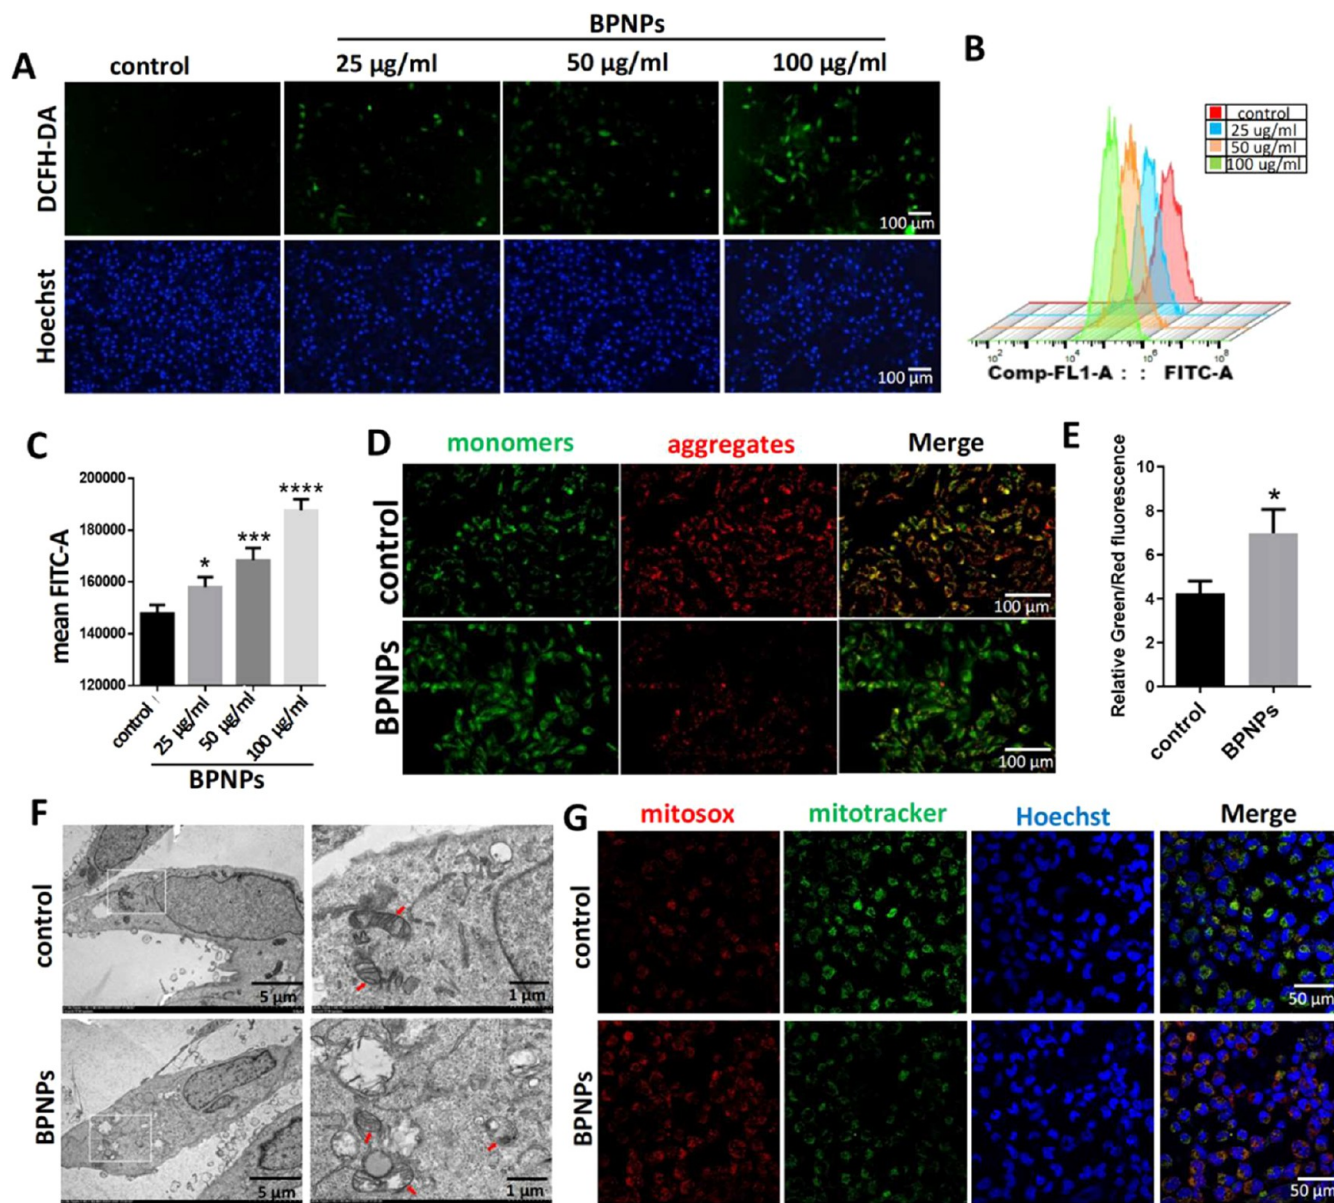 BPNPs
A
control
25 µg/ml
50 µg/ml
100 µg/ml
DCFH-DA
100 µm
Hoechst
100 µm
B
control
25 ug/ml
50 ug/ml
100 ug/ml
10² 10⁴ 10⁶ 10⁸
Comp-FL1-A : : FITC-A
C
mean FITC-A
200000
180000
160000
140000
120000
*
***
****
control
25 µg/ml
50 µg/ml
100 µg/ml
BPNPs
D
monomers
aggregates
Merge
control
100 µm
BPNPs
100 µm
E
Relative Green/Red fluorescence
10
8
6
4
2
0
*
control
BPNPs
F
control
5 µm
1 µm
BPNPs
5 µm
1 µm
G
mitosox
mitotracker
Hoechst
Merge
control
50 µm
BPNPs
50 µm